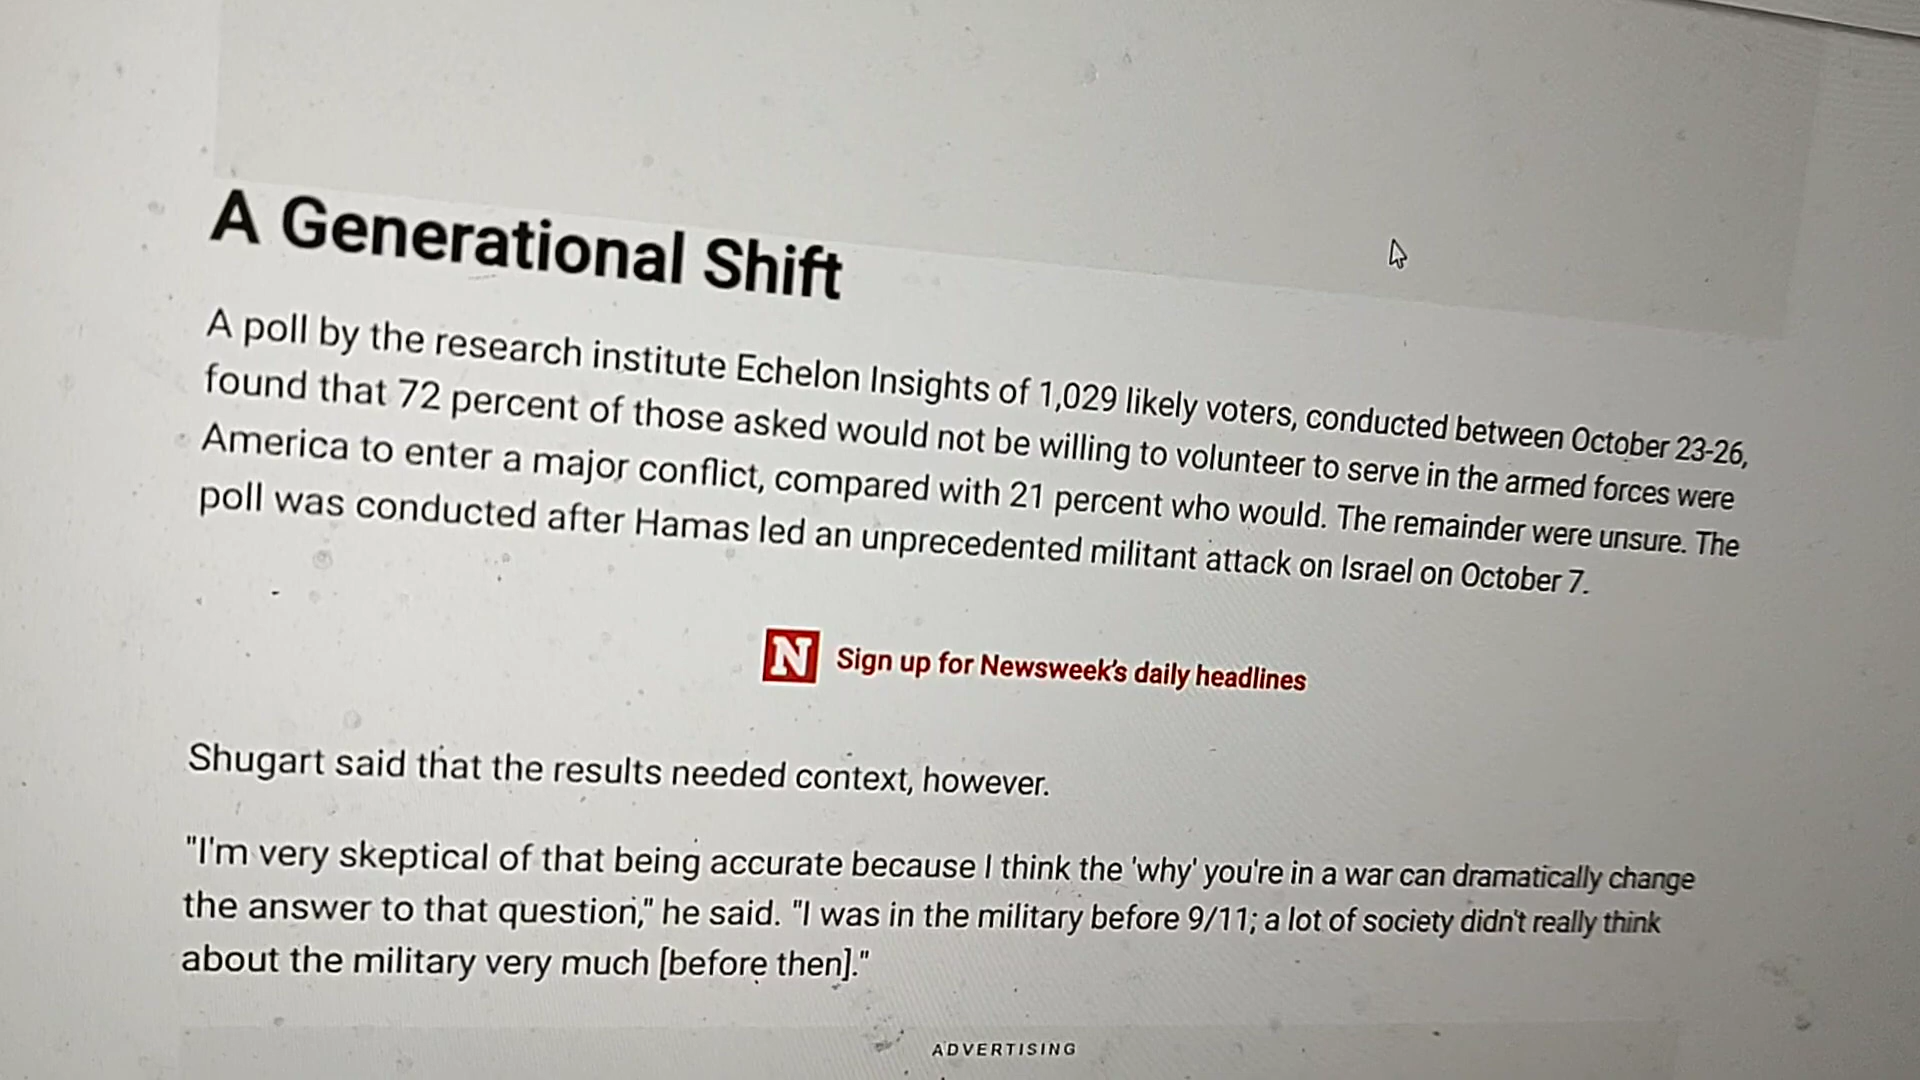 A Generational Shift
A poll by the research institute Echelon Insights of 1,029 likely voters, conducted between October 23-26,
found that 72 percent of those asked would not be willing to volunteer to serve in the armed forces were
America to enter a major conflict, compared with 21 percent who would. The remainder were unsure. The
poll was conducted after Hamas led an unprecedented militant attack on Israel on October 7.
N Sign up for Newsweek's daily headlines
Shugart said that the results needed context, however.
"I'm very skeptical of that being accurate because I think the 'why' you're in a war can dramatically change
the answer to that question," he said. "I was in the military before 9/11; a lot of society didn't really think
about the military very much [before then]."
ADVERTISING